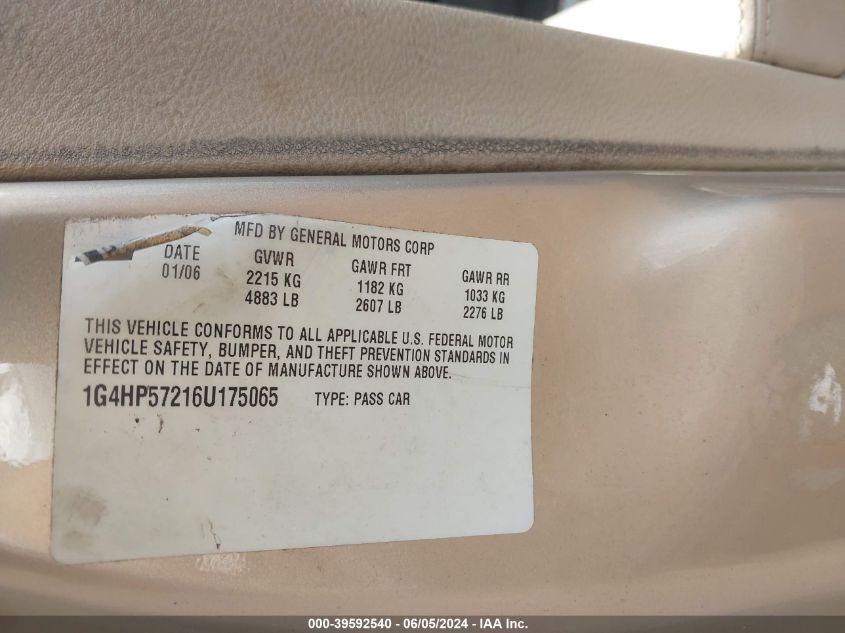 MFD BY GENERAL MOTORS CORP
DATE GVWR GAWR FRT GAWR RR
01/06 2215 KG 1182 KG 1033 KG
4883 LB 2607 LB 2276 LB
THIS VEHICLE CONFORMS TO ALL APPLICABLE U.S. FEDERAL MOTOR
VEHICLE SAFETY, BUMPER, AND THEFT PREVENTION STANDARDS IN
EFFECT ON THE DATE OF MANUFACTURE SHOWN ABOVE.
1G4HP57216U175065 TYPE: PASS CAR
000-39592540 - 06/05/2024 - IAA Inc.